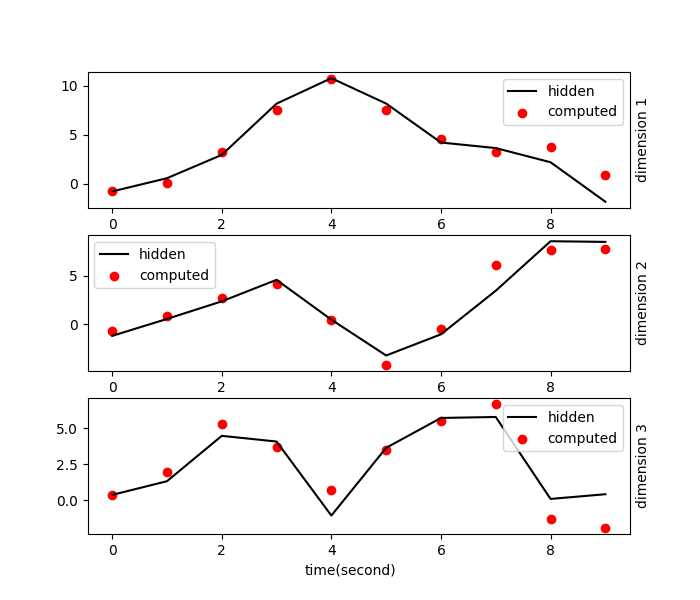 10
5
0
hidden
computed
dimension 1
0 2 4 6 8
5
0
hidden
computed
dimension 2
0 2 4 6 8
5.0
2.5
0.0
hidden
computed
dimension 3
0 2 4 6 8
time(second)